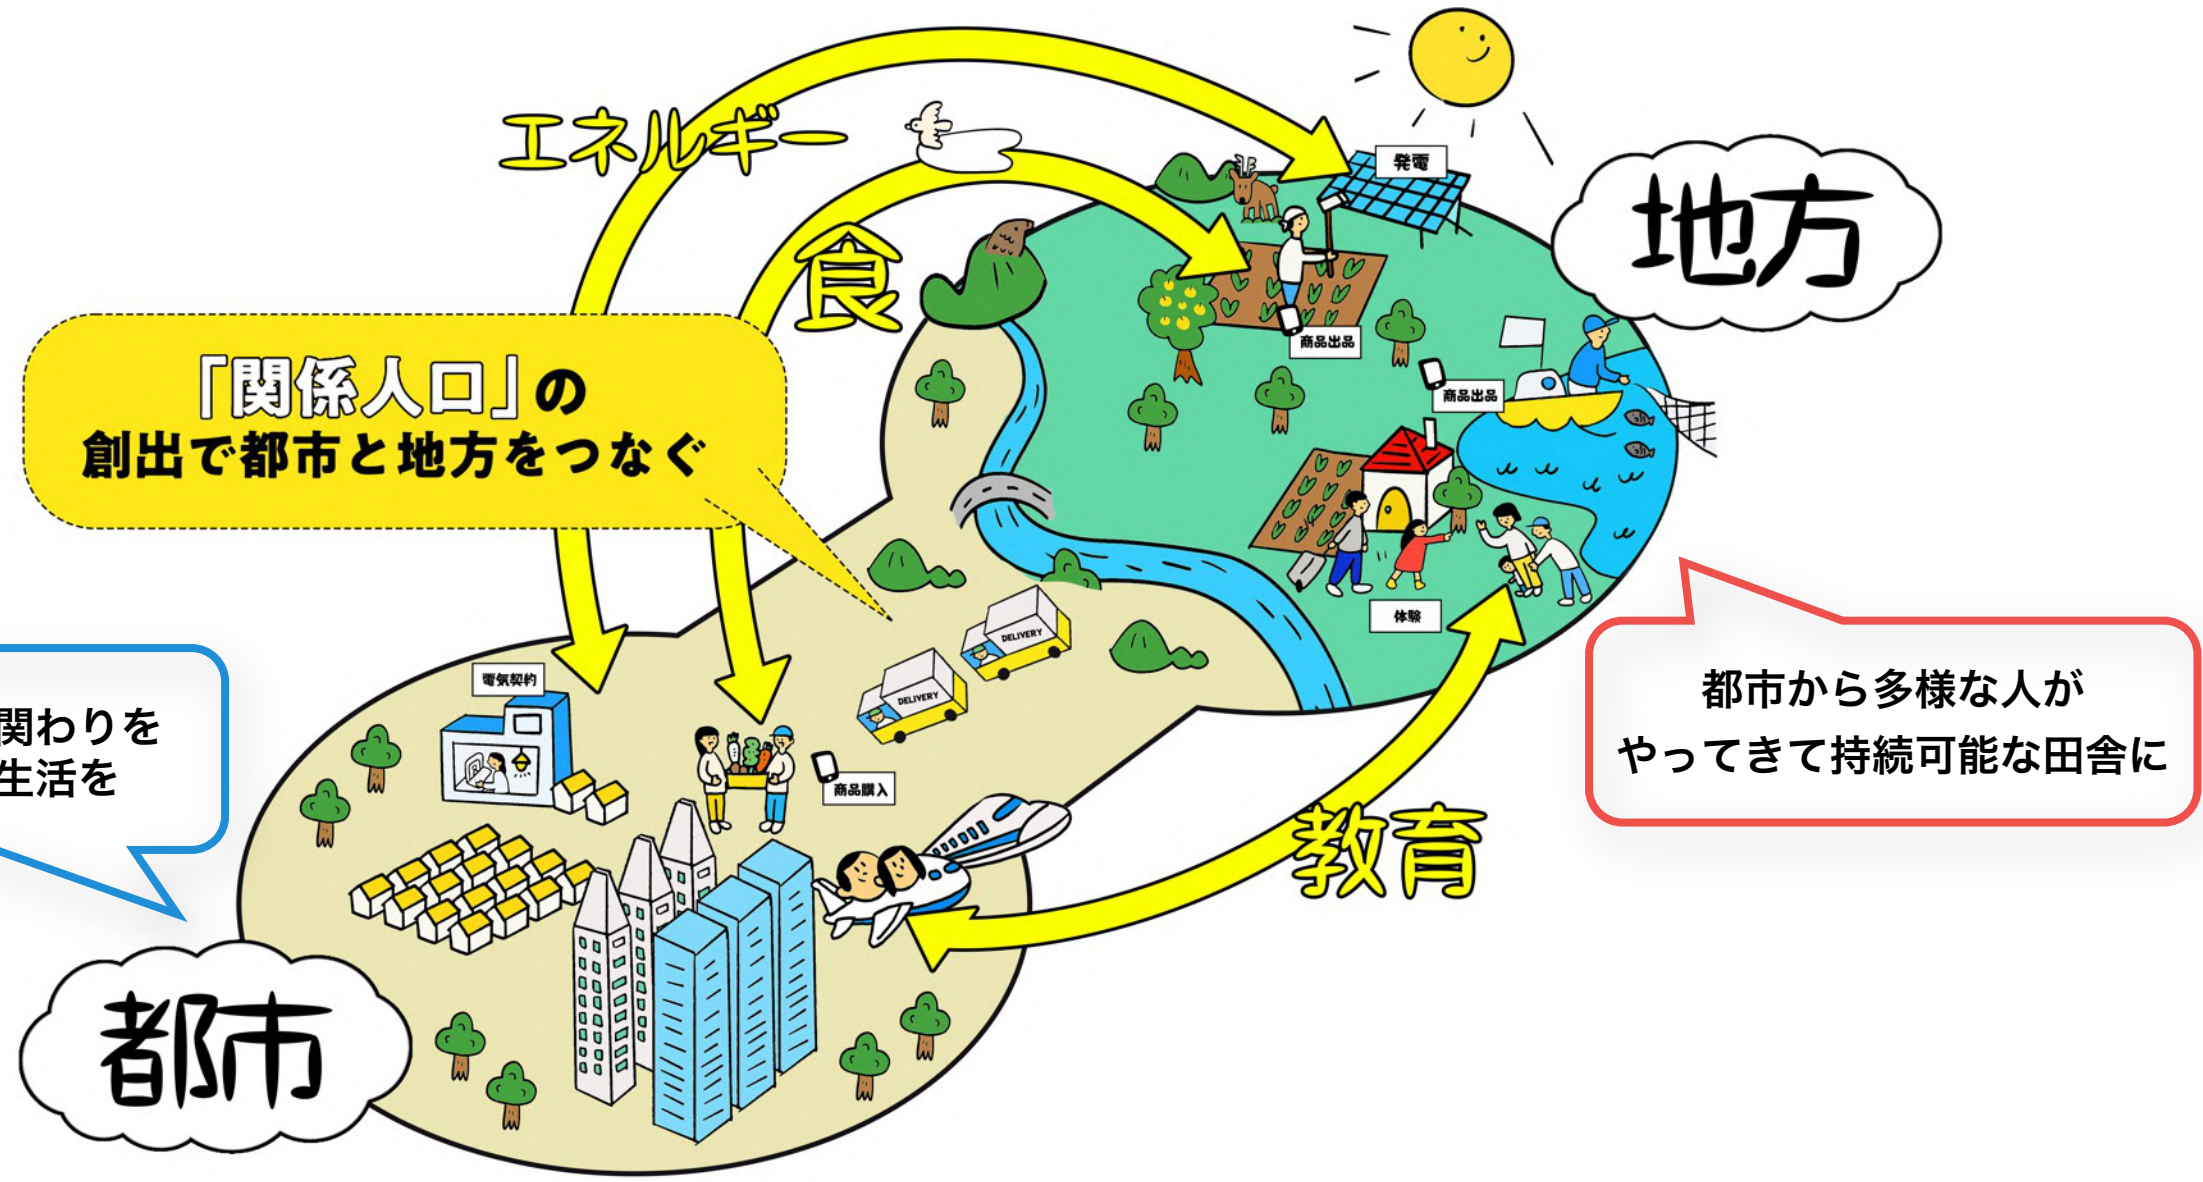 エネルギー
発電
地方
食
「関係人口」の
創出で都市と地方をつなぐ
商品出品
商品出品
体験
都市から多様な人が
やってきて持続可能な田舎に
DELIVERY
DELIVERY
電気契約
関わりを
生活を
商品購入
教育
都市